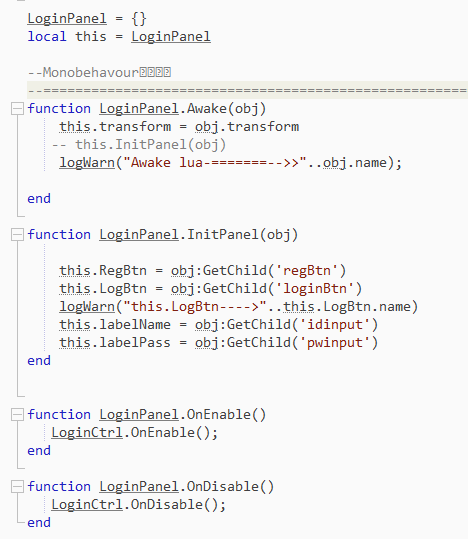 LoginPanel = {}
local this = LoginPanel
--Monobehavour
--=====================================================
function LoginPanel.Awake(obj)
this.transform = obj.transform
-- this.InitPanel(obj)
logWarn("Awake lua-=======-->>"..obj.name);
end
function LoginPanel.InitPanel(obj)
this.RegBtn = obj:GetChild('regBtn')
this.LogBtn = obj:GetChild('loginBtn')
logWarn("this.LogBtn---->"..this.LogBtn.name)
this.labelName = obj:GetChild('idinput')
this.labelPass = obj:GetChild('pwinput')
end
function LoginPanel.OnEnable()
LoginCtrl.OnEnable();
end
function LoginPanel.OnDisable()
LoginCtrl.OnDisable();
end